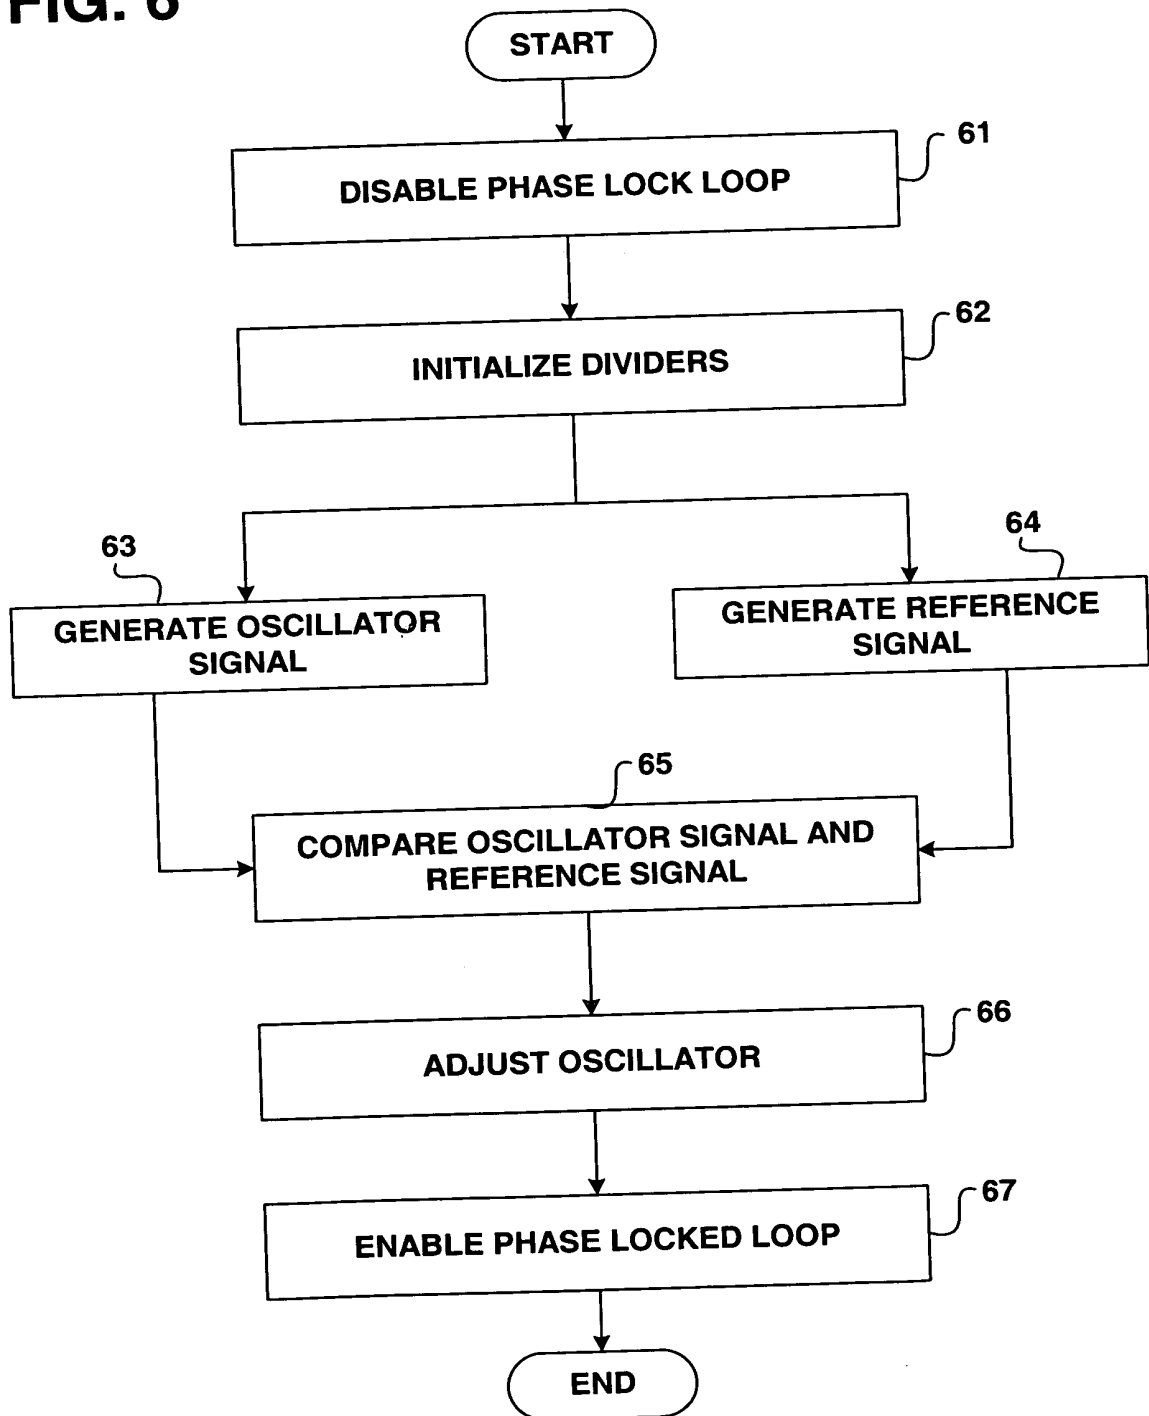 FIG. 6
START
61
DISABLE PHASE LOCK LOOP
62
INITIALIZE DIVIDERS
63
64
GENERATE OSCILLATOR
SIGNAL
GENERATE REFERENCE
SIGNAL
65
COMPARE OSCILLATOR SIGNAL AND
REFERENCE SIGNAL
66
ADJUST OSCILLATOR
67
ENABLE PHASE LOCKED LOOP
END